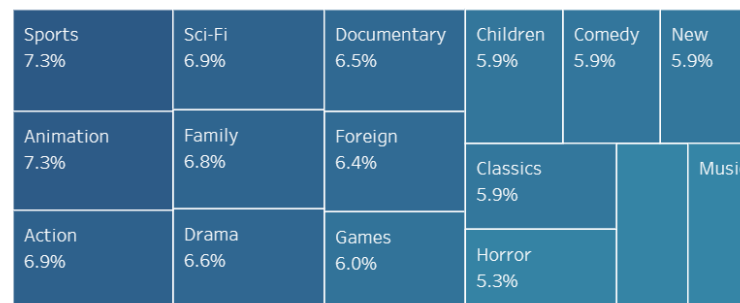 Sports
7.3%
Animation
7.3%
Action
6.9%
Sci-Fi
6.9%
Family
6.8%
Drama
6.6%
Documentary
6.5%
Foreign
6.4%
Games
6.0%
Children
5.9%
Comedy
5.9%
New
5.9%
Classics
5.9%
Horror
5.3%
Musi